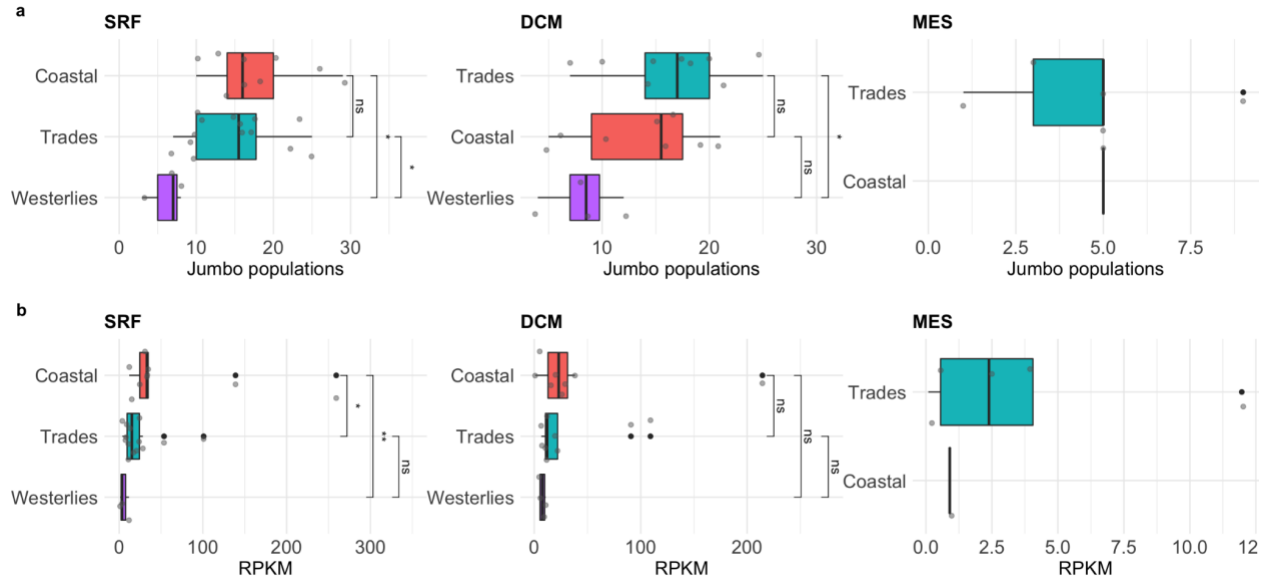 a
SRF
DCM
MES
Coastal
Trades
Westerlies
ns
*
*
0 10 20 30
Jumbo populations
Trades
Coastal
Westerlies
ns
ns
*
10 20 30
Jumbo populations
Trades
Coastal
0.0 2.5 5.0 7.5
Jumbo populations
b
SRF
DCM
MES
Coastal
Trades
Westerlies
*
**
ns
0 100 200 300
RPKM
Coastal
Trades
Westerlies
ns
ns
ns
0 100 200
RPKM
Trades
Coastal
0.0 2.5 5.0 7.5 10.0 12
RPKM